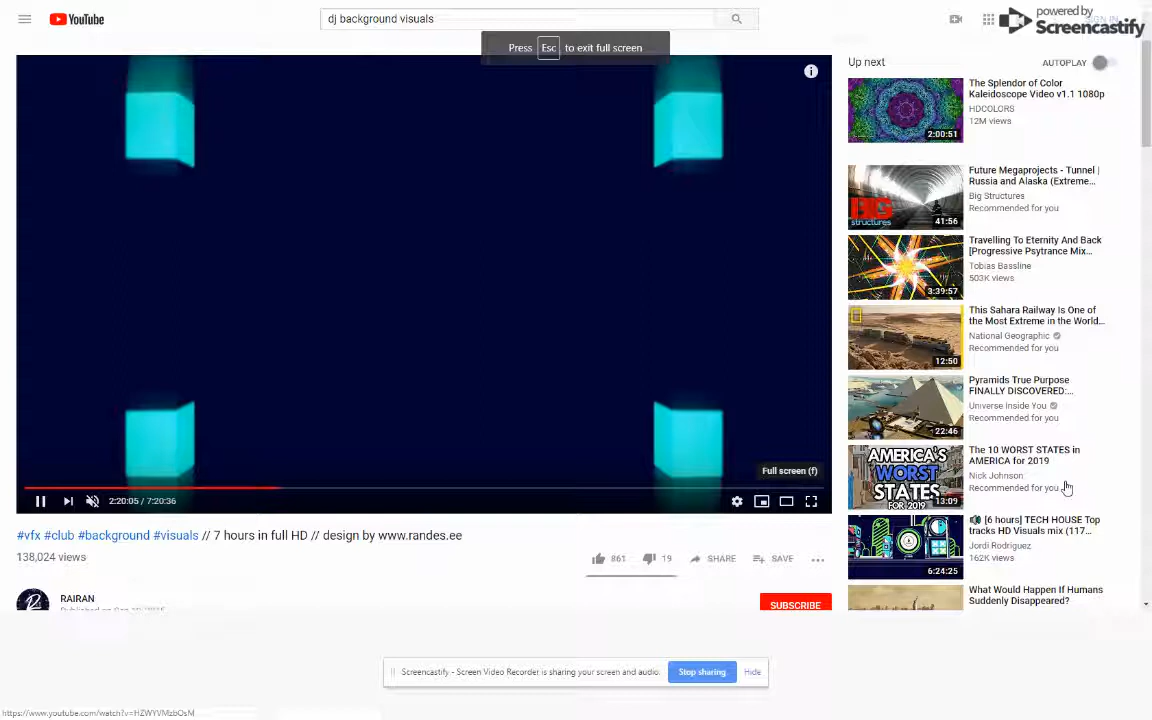 YouTube
dj background visuals
powered by
Screencastify
Press Esc to exit full screen
Up next
AUTOPLAY
The Splendor of Color
Kaleidoscope Video v1.1 1080p
HDCOLORS
12M views
2:00:51
Future Megaprojects - Tunnel |
Russia and Alaska (Extreme...
Big Structures
Recommended for you
BIG
structures
41:56
Travelling To Eternity And Back
[Progressive Psytrance Mix...
Tobias Bassline
503K views
3:39:57
This Sahara Railway Is One of
the Most Extreme in the World...
National Geographic
Recommended for you
12:50
Pyramids True Purpose
FINALLY DISCOVERED:...
Universe Inside You
Recommended for you
22:46
The 10 WORST STATES in
AMERICA for 2019
Nick Johnson
Recommended for you
AMERICA'S
WORST
STATES
FOR 2019
13:09
[6 hours] TECH HOUSE Top
tracks HD Visuals mix (117...
Jordi Rodriguez
162K views
6:24:25
What Would Happen If Humans
Suddenly Disappeared?
Full screen (f)
2:20:05 / 7:20:36
#vfx #club #background #visuals // 7 hours in full HD // design by www.randes.ee
138,024 views
861
19
SHARE
SAVE
RAIRAN
SUBSCRIBE
Screencastify - Screen Video Recorder is sharing your screen and audio.
Stop sharing
Hide
https://www.youtube.com/watch?v=HZWYVMzbOsM